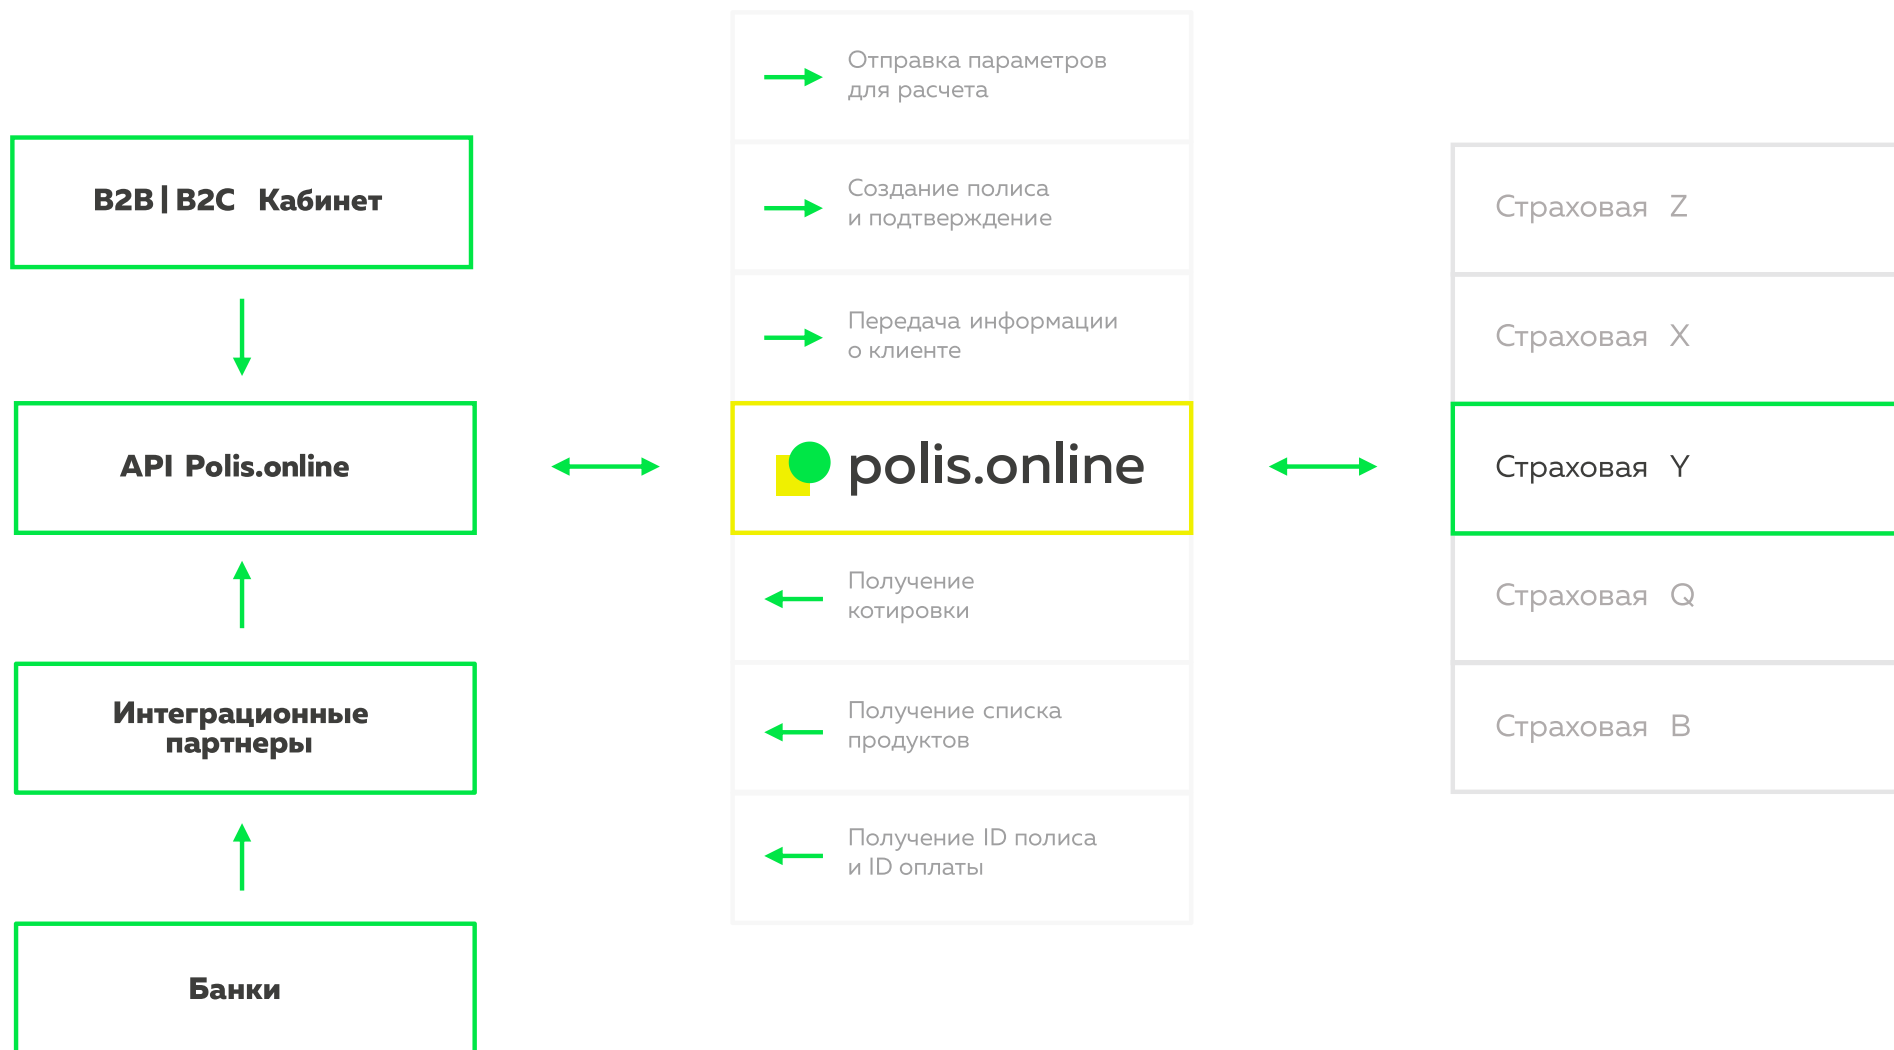 B2B|B2C Кабинет
API Polis.online
Интеграционные
партнеры
Банки
Отправка параметров
для расчета
Создание полиса
и подтверждение
Передача информации
о клиенте
polis.online
Получение
котировки
Получение списка
продуктов
Получение ID полиса
и ID оплаты
Страховая Z
Страховая X
Страховая Y
Страховая Q
Страховая B